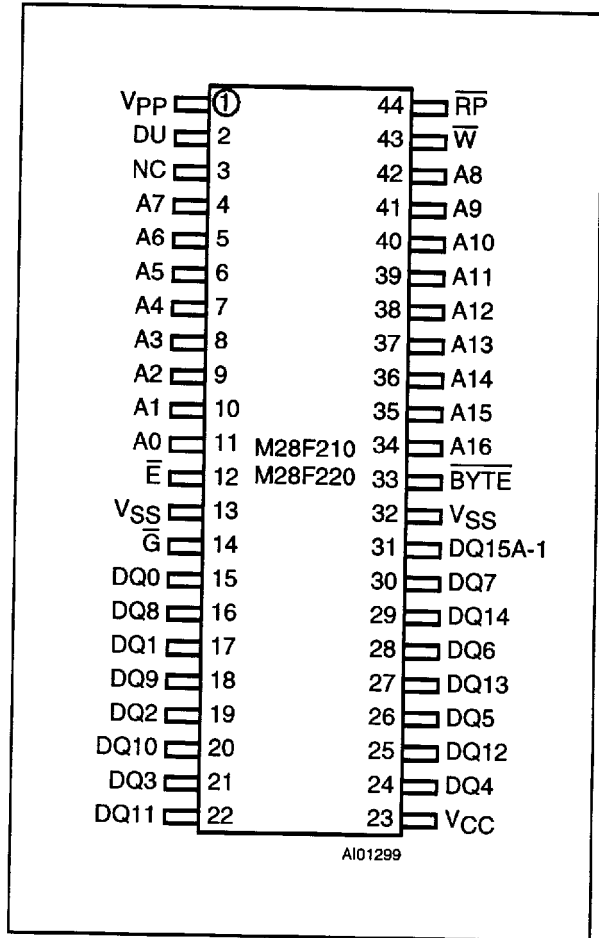 VPP 1 44 R̅P̅
DU 2 43 W̅
NC 3 42 A8
A7 4 41 A9
A6 5 40 A10
A5 6 39 A11
A4 7 38 A12
A3 8 37 A13
A2 9 36 A14
A1 10 35 A15
A0 11 M28F210 34 A16
E̅ 12 M28F220 33 B̅Y̅T̅E̅
VSS 13 32 VSS
G̅ 14 31 DQ15A-1
DQ0 15 30 DQ7
DQ8 16 29 DQ14
DQ1 17 28 DQ6
DQ9 18 27 DQ13
DQ2 19 26 DQ5
DQ10 20 25 DQ12
DQ3 21 24 DQ4
DQ11 22 23 VCC
AI01299